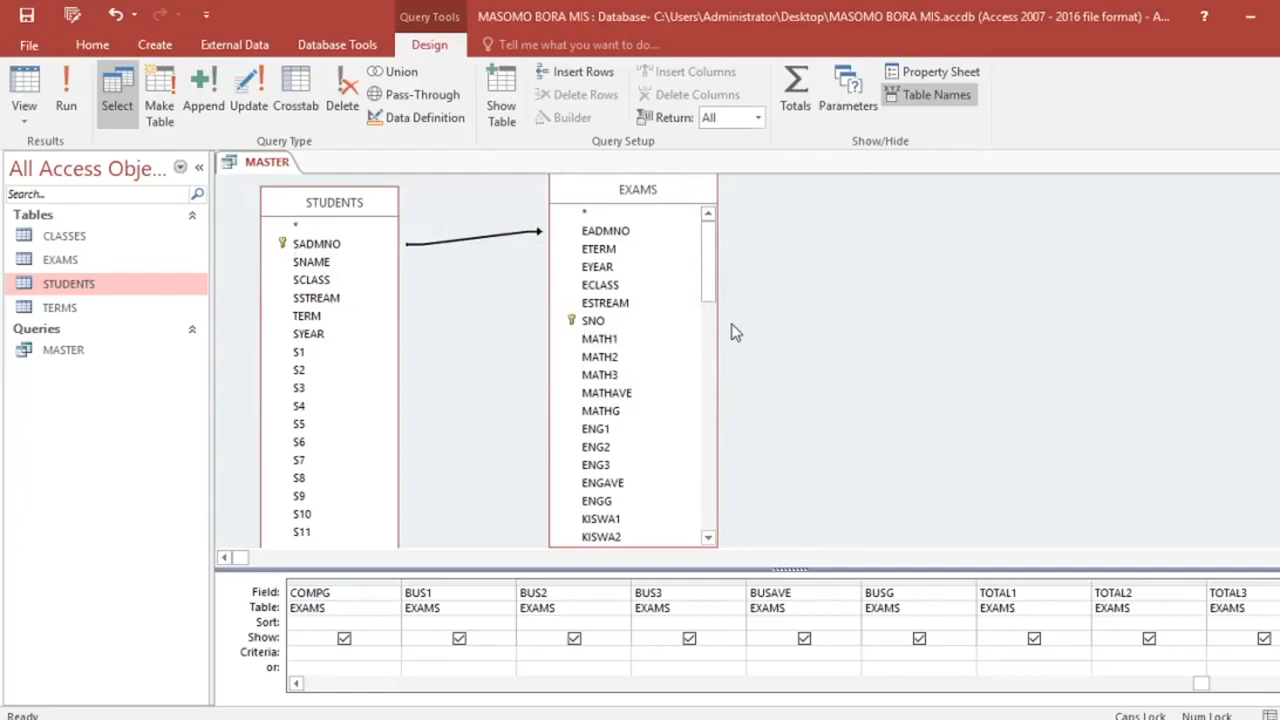 Query Tools
MASOMO BORA MIS : Database- C:\Users\Administrator\Desktop\MASOMO BORA MIS.accdb (Access 2007 - 2016 file format) - A...
?
File
Home
Create
External Data
Database Tools
Design
Tell me what you want to do...
View
Run
Select
Make Table
Append
Update
Crosstab
Delete
Union
Pass-Through
Data Definition
Show Table
Insert Rows
Delete Rows
Builder
Insert Columns
Delete Columns
Return: All
Totals
Parameters
Property Sheet
Table Names
Results
Query Type
Query Setup
Show/Hide
All Access Obje...
Search...
Tables
CLASSES
EXAMS
STUDENTS
TERMS
Queries
MASTER
MASTER
STUDENTS
*
SADMNO
SNAME
SCLASS
SSTREAM
TERM
SYEAR
S1
S2
S3
S4
S5
S6
S7
S8
S9
S10
S11
EXAMS
*
EADMNO
ETERM
EYEAR
ECLASS
ESTREAM
SNO
MATH1
MATH2
MATH3
MATHAVE
MATHG
ENG1
ENG2
ENG3
ENGAVE
ENGG
KISWA1
KISWA2
Field: COMPG BUS1 BUS2 BUS3 BUSAVE BUSG TOTAL1 TOTAL2 TOTAL3
Table: EXAMS EXAMS EXAMS EXAMS EXAMS EXAMS EXAMS EXAMS EXAMS
Sort:
Show:
Criteria:
or:
Ready
Caps Lock Num Lock